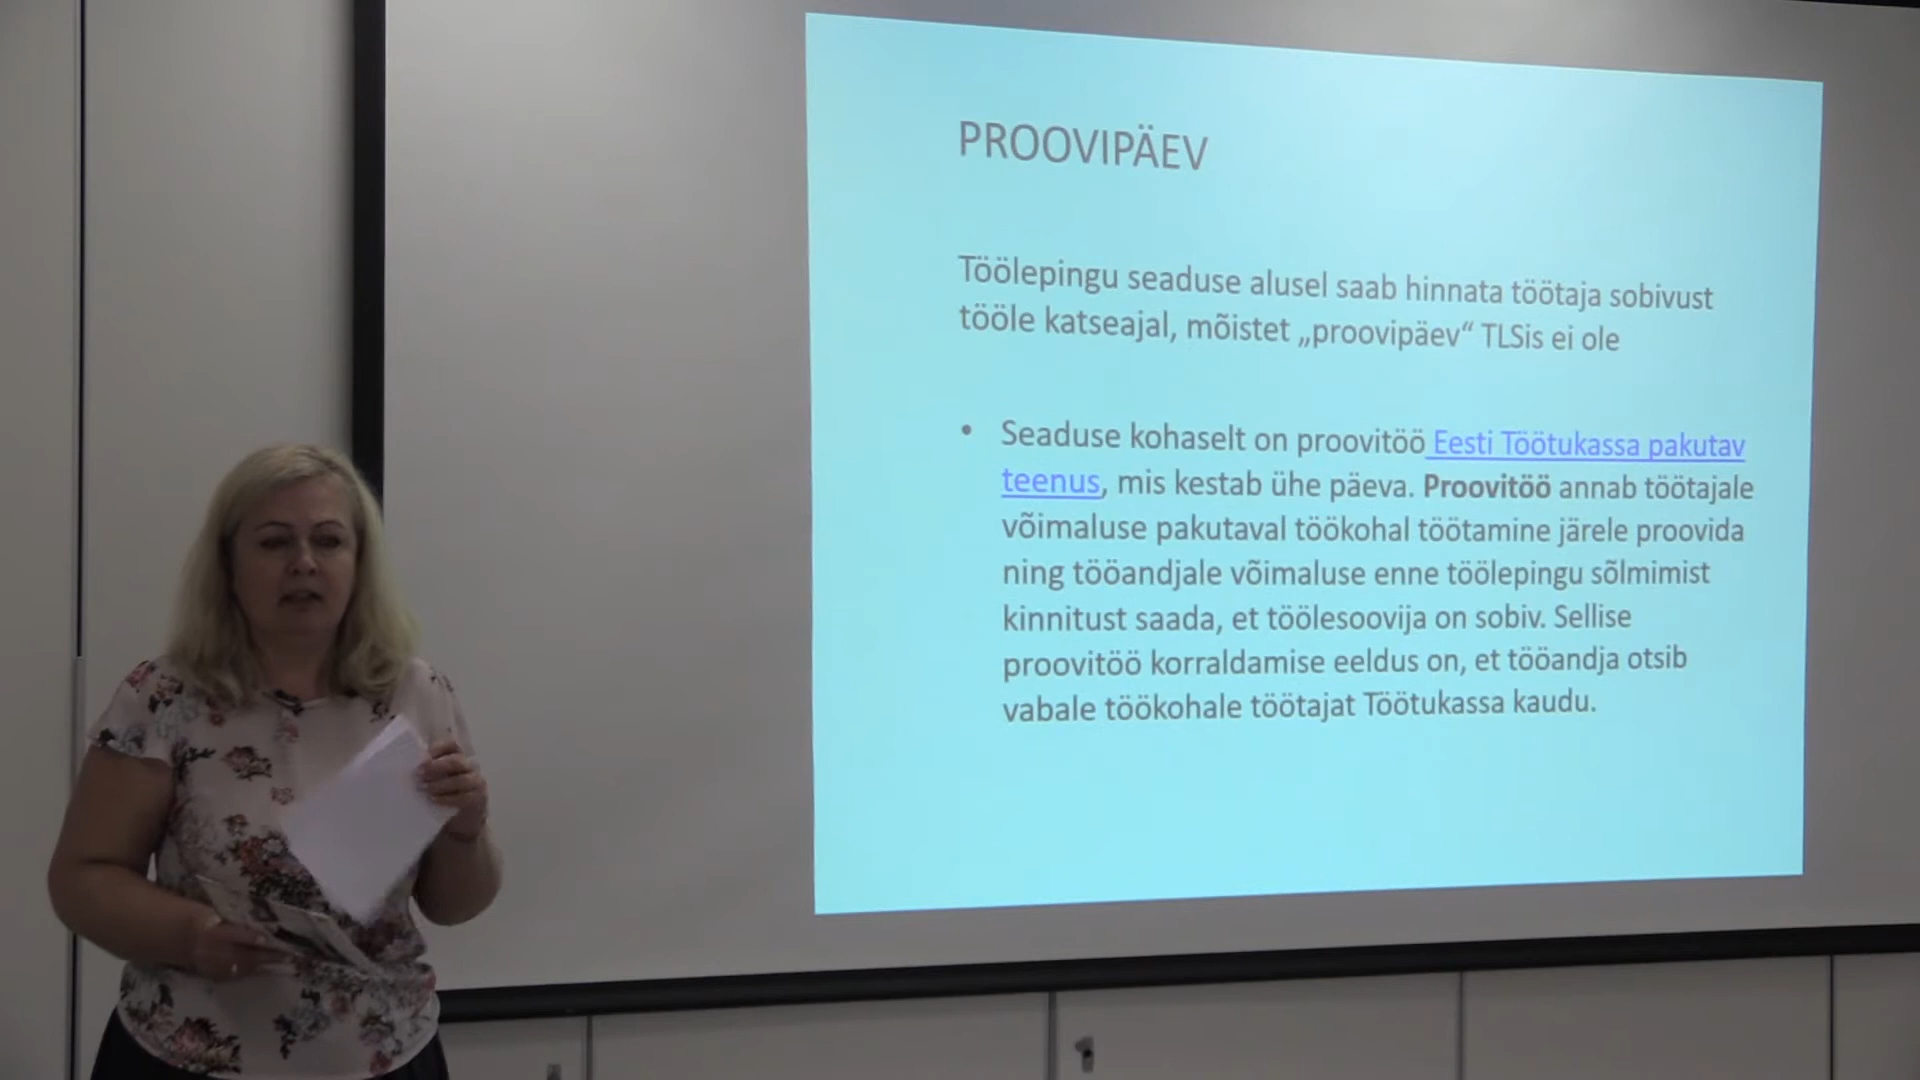 PROOVIPÄEV
Töölepingu seaduse alusel saab hinnata töötaja sobivust
tööle katseajal, mõistet „proovipäev“ TLSis ei ole
• Seaduse kohaselt on proovitöö Eesti Töötukassa pakutav
teenus, mis kestab ühe päeva. Proovitöö annab töötajale
võimaluse pakutaval töökohal töötamine järele proovida
ning tööandjale võimaluse enne töölepingu sõlmimist
kinnitust saada, et töölesoovija on sobiv. Sellise
proovitöö korraldamise eeldus on, et tööandja otsib
vabale töökohale töötajat Töötukassa kaudu.